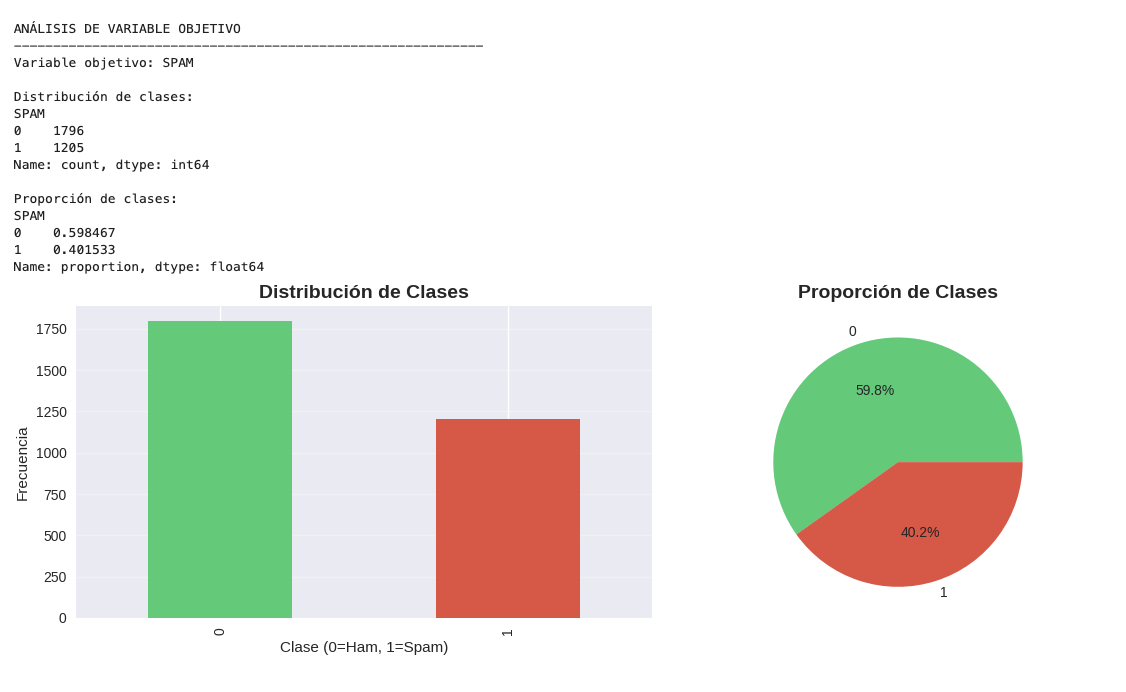 ANÁLISIS DE VARIABLE OBJETIVO
------------------------------------------------------------
Variable objetivo: SPAM
Distribución de clases:
SPAM
0    1796
1    1205
Name: count, dtype: int64
Proporción de clases:
SPAM
0    0.598467
1    0.401533
Name: proportion, dtype: float64
Distribución de Clases
1750
1500
1250
1000
750
500
250
0
Frecuencia
0
1
Clase (0=Ham, 1=Spam)
Proporción de Clases
0
59.8%
40.2%
1